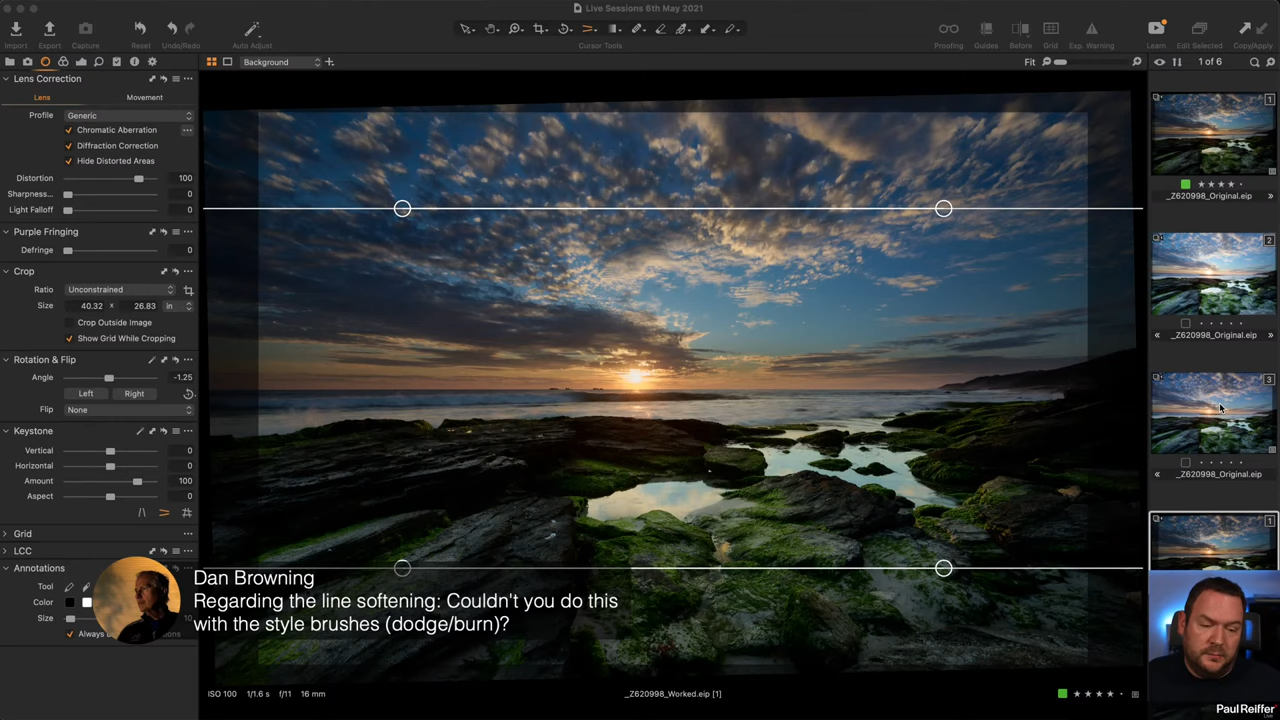 Live Sessions 6th May 2021
Import
Export
Capture
Reset
Undo/Redo
Auto Adjust
Cursor Tools
Proofing
Guides
Before
Grid
Exp. Warning
Learn
Edit Selected
Copy/Apply
Background
Fit
1 of 6
Lens Correction
Lens
Movement
Profile
Generic
Chromatic Aberration
Diffraction Correction
Hide Distorted Areas
Distortion
100
Sharpness...
0
Light Falloff
0
Purple Fringing
Defringe
0
Crop
Ratio
Unconstrained
Size
40.32 x 26.83 in
Crop Outside Image
Show Grid While Cropping
Rotation & Flip
Angle
-1.25
Left
Right
Flip
None
Keystone
Vertical
0
Horizontal
0
Amount
100
Aspect
0
Grid
LCC
Annotations
Tool
Color
Size
Dan Browning
Regarding the line softening: Couldn't you do this
with the style brushes (dodge/burn)?
ISO 100 1/1.6 s f/11 16 mm
_Z620998_Worked.eip [1]
1
_Z620998_Original.eip
2
_Z620998_Original.eip
3
_Z620998_Original.eip
1
Paul Reiffer
Live